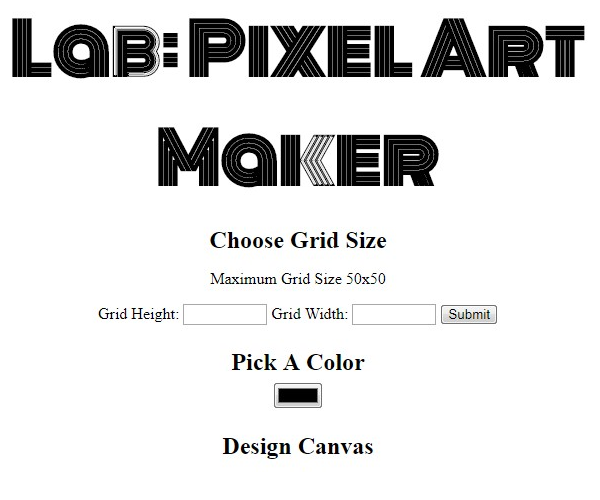 Lab: Pixel Art
Maker
Choose Grid Size
Maximum Grid Size 50x50
Grid Height: Grid Width: Submit
Pick A Color
Design Canvas